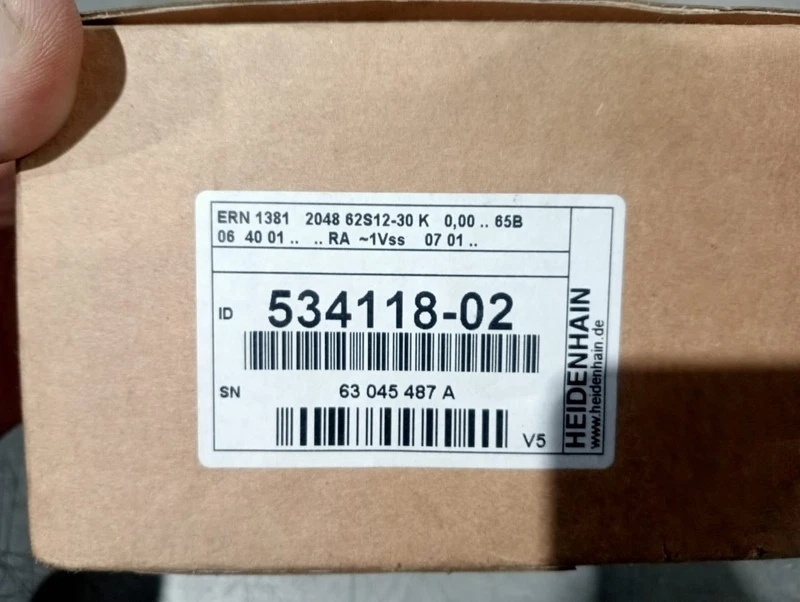 ERN 1381 2048 62S12-30 K 0,00 .. 65B
06 40 01 .. .. RA ~1Vss 07 01 ..
ID 534118-02
SN 63 045 487 A
V5
HEIDENHAIN
www.heidenhain.de